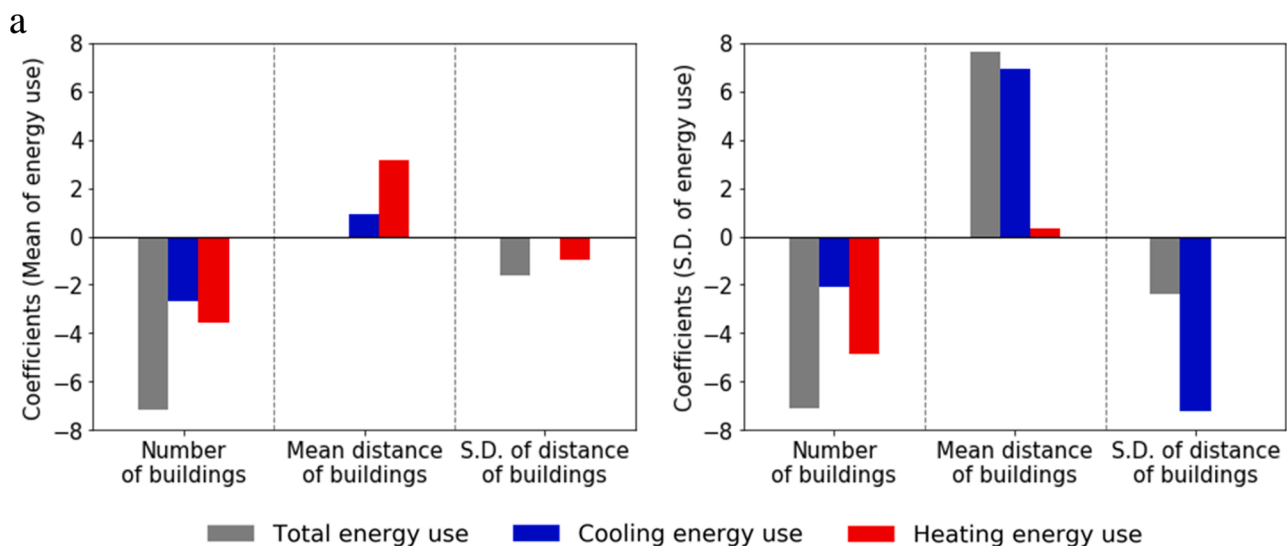 a
Coefficients (Mean of energy use)
8
6
4
2
0
−2
−4
−6
−8
Number
of buildings
Mean distance
of buildings
S.D. of distance
of buildings
Coefficients (S.D. of energy use)
8
6
4
2
0
−2
−4
−6
−8
Number
of buildings
Mean distance
of buildings
S.D. of distance
of buildings
Total energy use
Cooling energy use
Heating energy use